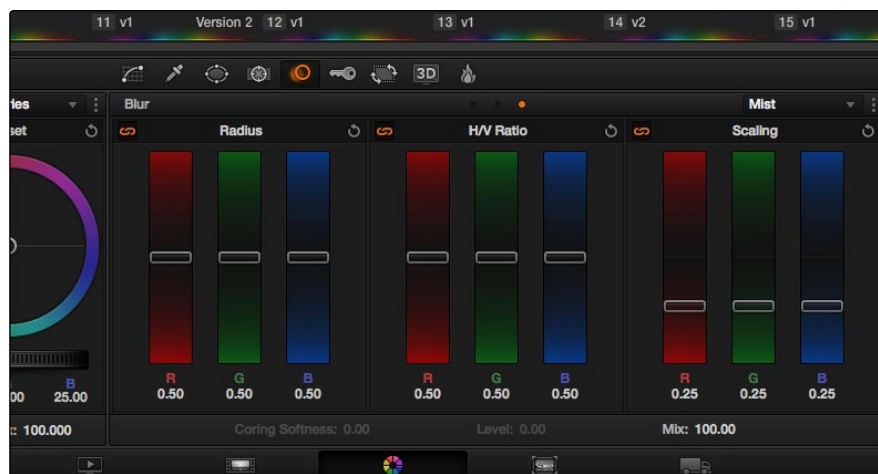 11 v1 Version 2 12 v1 13 v1 14 v2 15 v1
3D
Blur Mist
Radius H/V Ratio Scaling
R G B R G B R G B
B 0.50 0.50 0.50 0.50 0.50 0.50 0.25 0.25 0.25
25.00
100.000 Coring Softness: 0.00 Level: 0.00 Mix: 100.00